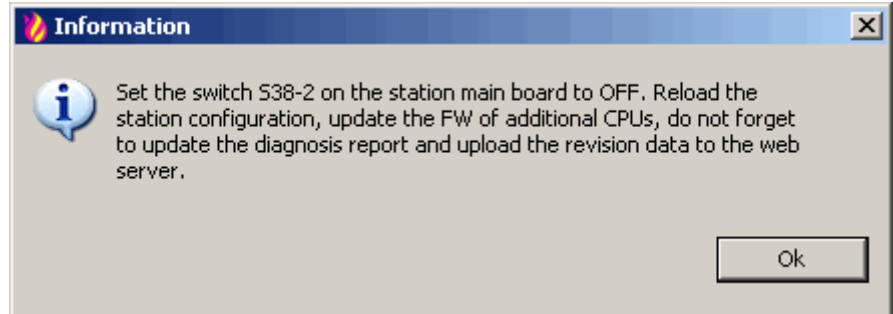 Information
Set the switch S38-2 on the station main board to OFF. Reload the
station configuration, update the FW of additional CPUs, do not forget
to update the diagnosis report and upload the revision data to the web
server.
Ok